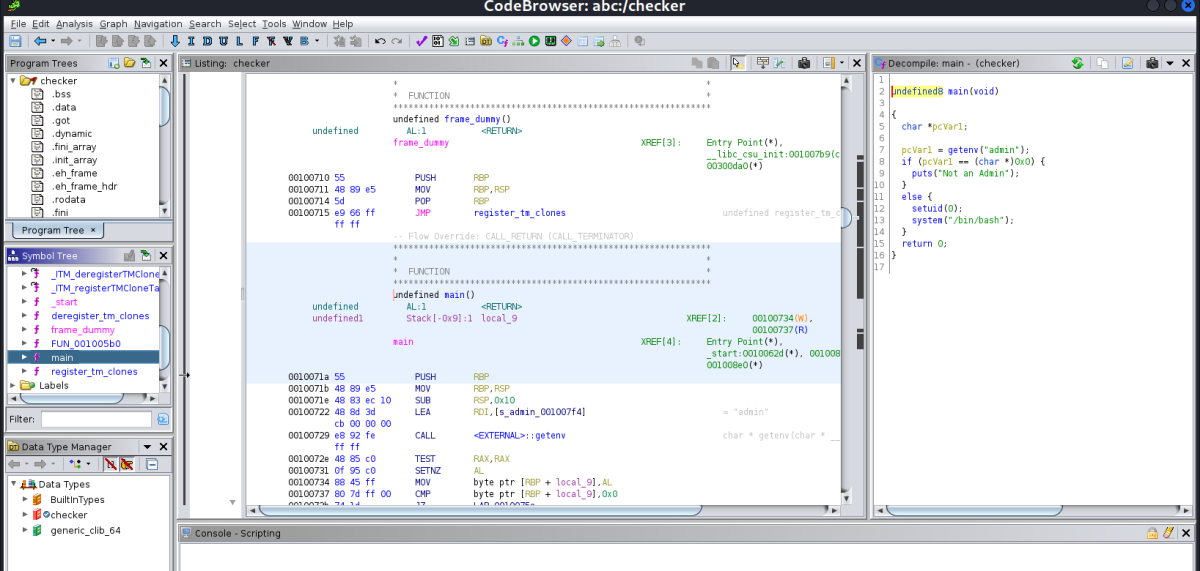 CodeBrowser: abc:/checker
File Edit Analysis Graph Navigation Search Select Tools Window Help
I D U L F K V B
Program Trees
checker
.bss
.data
.got
.dynamic
.fini_array
.init_array
.eh_frame
.eh_frame_hdr
.rodata
.fini
Program Tree ×
Symbol Tree
_ITM_deregisterTMClone
_ITM_registerTMCloneTa
_start
deregister_tm_clones
frame_dummy
FUN_001005b0
main
register_tm_clones
Labels
Filter:
Data Type Manager
Data Types
BuiltInTypes
checker
generic_clib_64
Listing: checker
* *
* FUNCTION *
**************************************************************
undefined frame_dummy()
undefined AL:1 <RETURN>
frame_dummy XREF[3]: Entry Point(*),
__libc_csu_init:001007b9(c
00300da0(*)
00100710 55 PUSH RBP
00100711 48 89 e5 MOV RBP,RSP
00100714 5d POP RBP
00100715 e9 66 ff JMP register_tm_clones undefined register_tm_c
ff ff
-- Flow Override: CALL_RETURN (CALL_TERMINATOR)
**************************************************************
* *
* FUNCTION *
**************************************************************
undefined main()
undefined AL:1 <RETURN>
undefined1 Stack[-0x9]:1 local_9 XREF[2]: 00100734(W),
00100737(R)
main XREF[4]: Entry Point(*),
_start:0010062d(*), 001008
001008e0(*)
0010071a 55 PUSH RBP
0010071b 48 89 e5 MOV RBP,RSP
0010071e 48 83 ec 10 SUB RSP,0x10
00100722 48 8d 3d LEA RDI,[s_admin_001007f4] = "admin"
cb 00 00 00
00100729 e8 92 fe CALL <EXTERNAL>::getenv char * getenv(char * __
ff ff
0010072e 48 85 c0 TEST RAX,RAX
00100731 0f 95 c0 SETNZ AL
00100734 88 45 ff MOV byte ptr [RBP + local_9],AL
00100737 80 7d ff 00 CMP byte ptr [RBP + local_9],0x0
Decompile: main - (checker)
1
2 undefined8 main(void)
3
4 {
5 char *pcVar1;
6
7 pcVar1 = getenv("admin");
8 if (pcVar1 == (char *)0x0) {
9 puts("Not an Admin");
10 }
11 else {
12 setuid(0);
13 system("/bin/bash");
14 }
15 return 0;
16 }
17
Console - Scripting